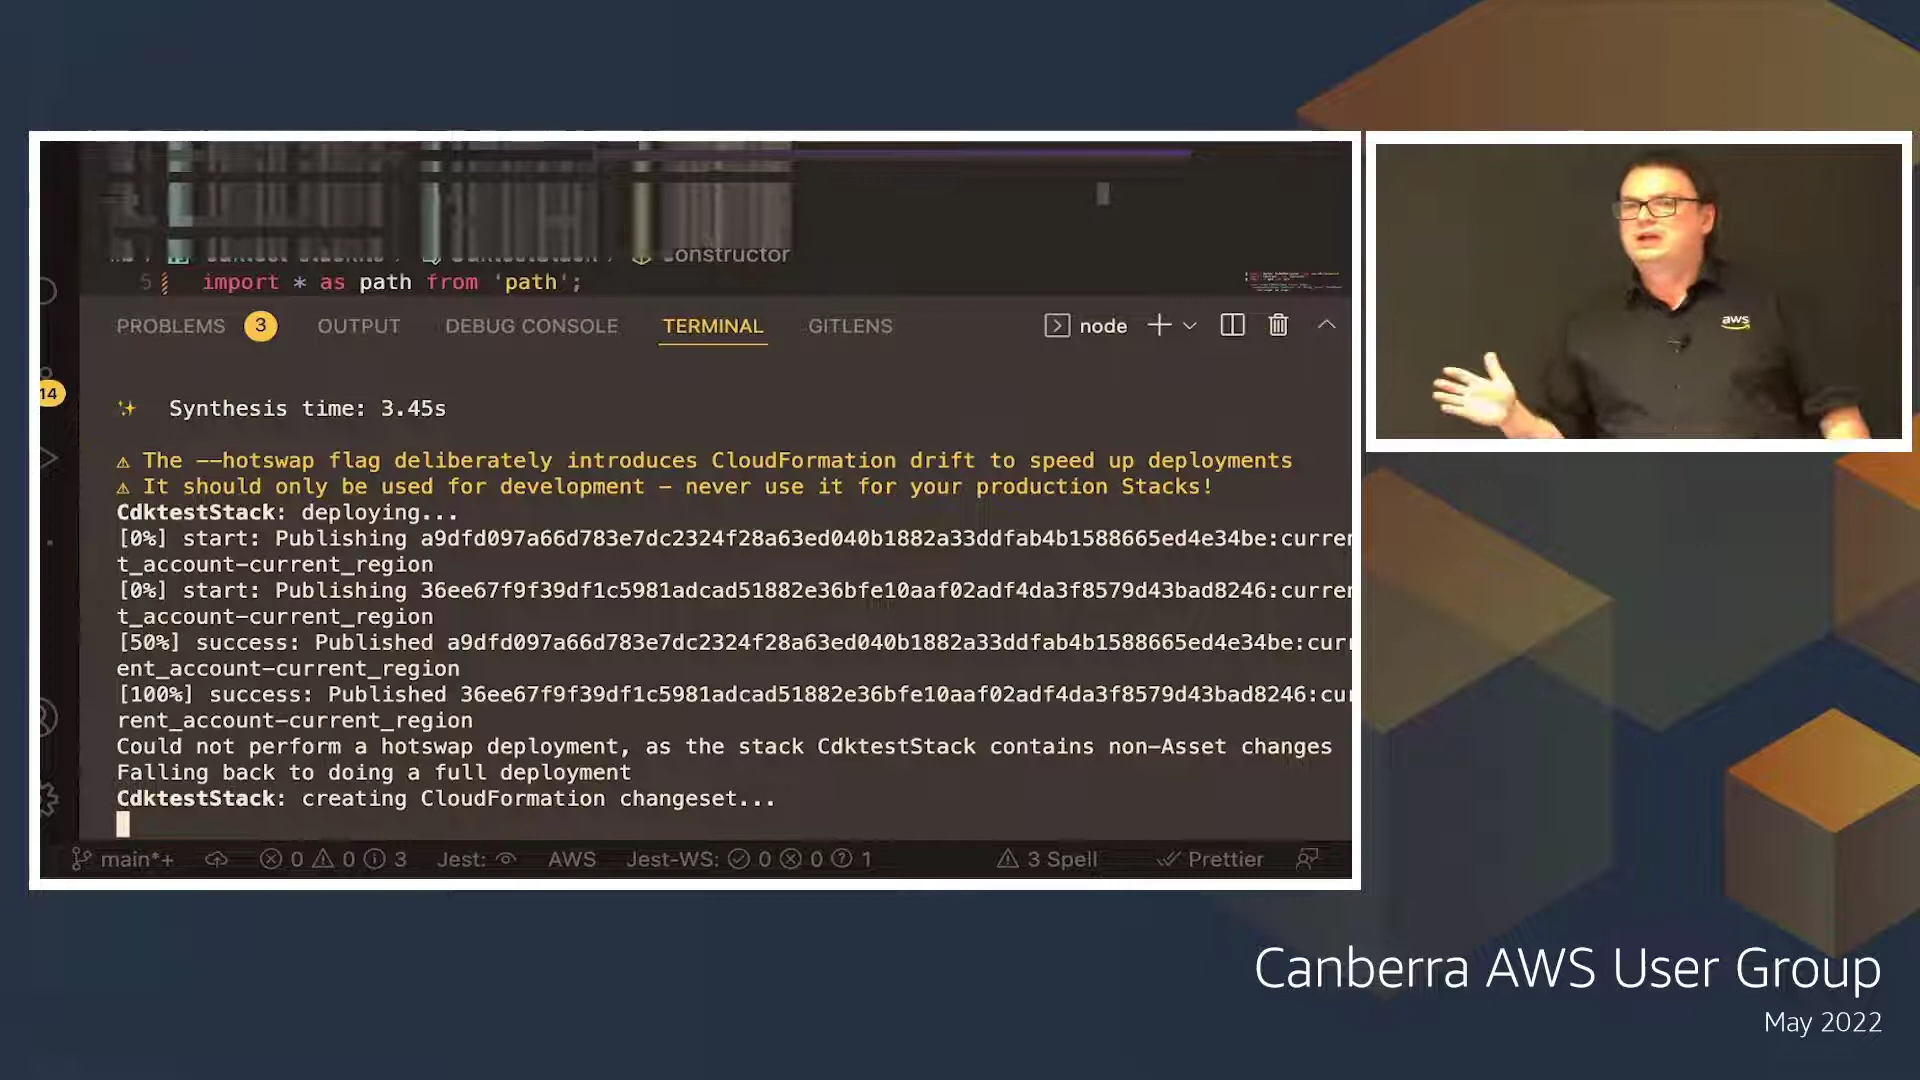 constructor
5 import * as path from 'path';
PROBLEMS 3 OUTPUT DEBUG CONSOLE TERMINAL GITLENS node
14
✨ Synthesis time: 3.45s
⚠ The --hotswap flag deliberately introduces CloudFormation drift to speed up deployments
⚠ It should only be used for development - never use it for your production Stacks!
CdktestStack: deploying...
[0%] start: Publishing a9dfd097a66d783e7dc2324f28a63ed040b1882a33ddfab4b1588665ed4e34be:curren
t_account-current_region
[0%] start: Publishing 36ee67f9f39df1c5981adcad51882e36bfe10aaf02adf4da3f8579d43bad8246:curren
t_account-current_region
[50%] success: Published a9dfd097a66d783e7dc2324f28a63ed040b1882a33ddfab4b1588665ed4e34be:curr
ent_account-current_region
[100%] success: Published 36ee67f9f39df1c5981adcad51882e36bfe10aaf02adf4da3f8579d43bad8246:cur
rent_account-current_region
Could not perform a hotswap deployment, as the stack CdktestStack contains non-Asset changes
Falling back to doing a full deployment
CdktestStack: creating CloudFormation changeset...
main*+ 0 0 3 Jest: AWS Jest-WS: 0 0 1 3 Spell Prettier
aws
Canberra AWS User Group
May 2022